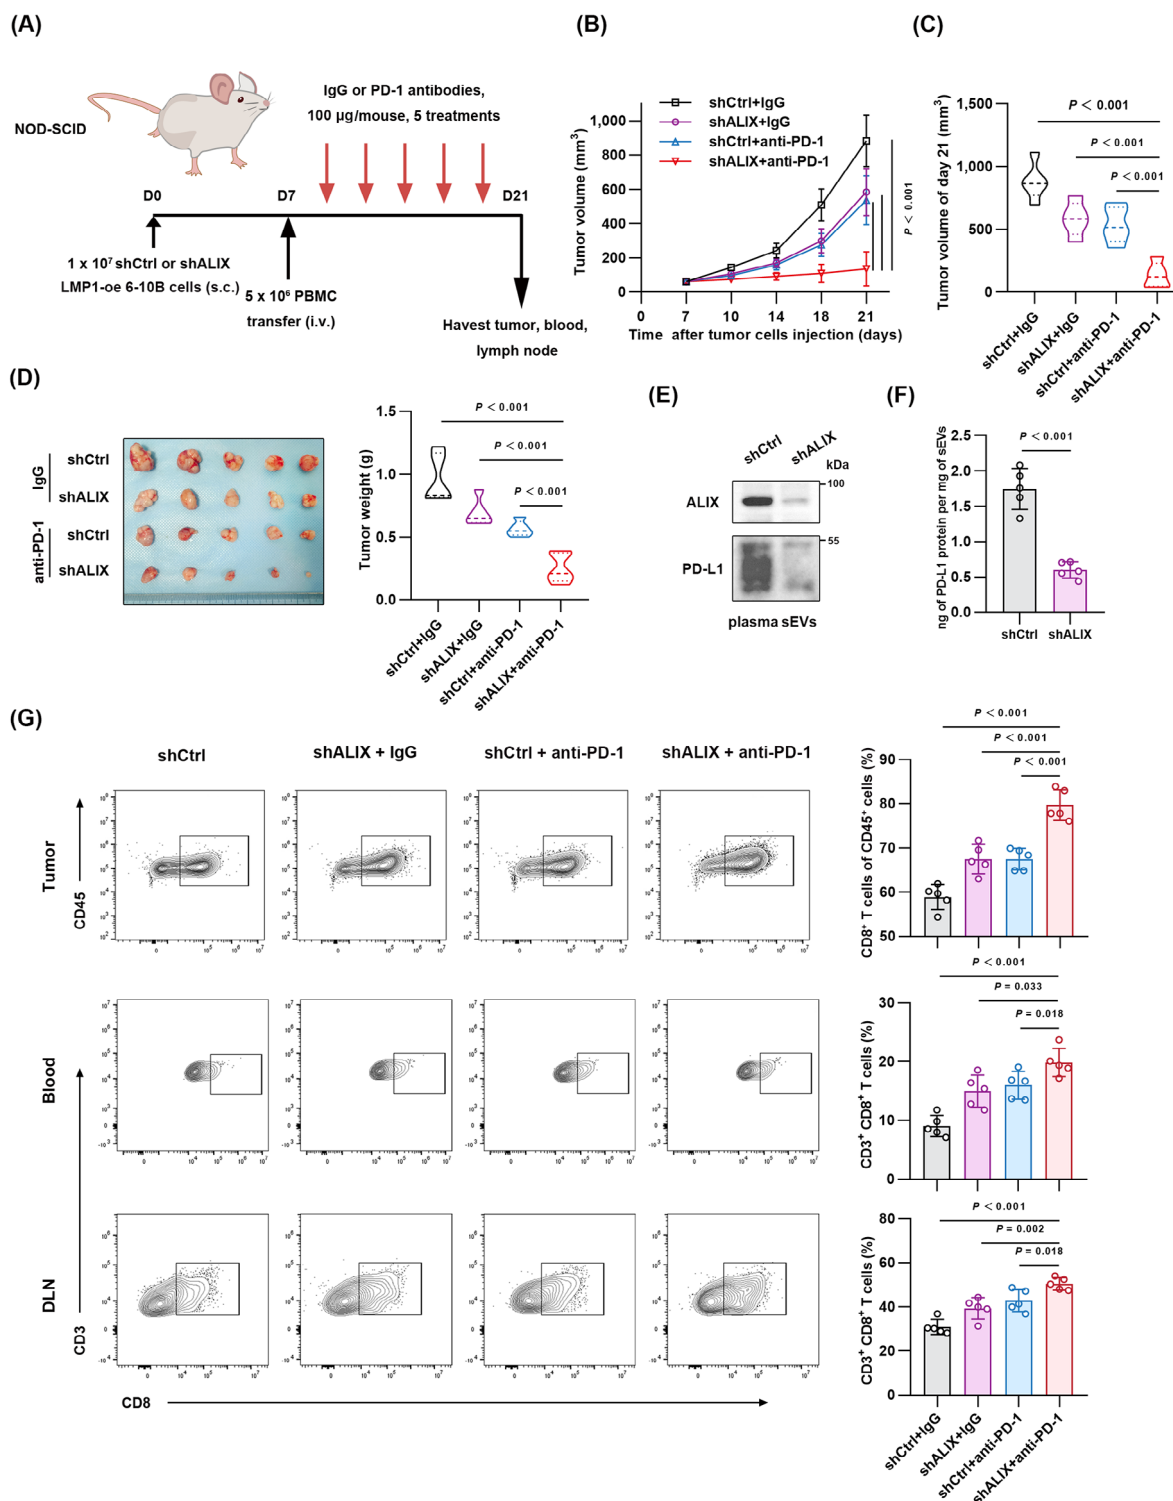 (A)
NOD-SCID
IgG or PD-1 antibodies,
100 μg/mouse, 5 treatments
D0
D7
D21
1 x 10⁷ shCtrl or shALIX
LMP1-oe 6-10B cells (s.c.)
5 x 10⁶ PBMC
transfer (i.v.)
Havest tumor, blood,
lymph node
(B)
Tumor volume (mm³)
1,000
800
600
400
200
0
shCtrl+IgG
shALIX+IgG
shCtrl+anti-PD-1
shALIX+anti-PD-1
P < 0.001
0 7 10 14 18 21
Time after tumor cells injection (days)
(C)
Tumor volume of day 21 (mm³)
1,500
1,000
500
0
P < 0.001
P < 0.001
P < 0.001
shCtrl+IgG
shALIX+IgG
shCtrl+anti-PD-1
shALIX+anti-PD-1
(D)
IgG
anti-PD-1
shCtrl
shALIX
shCtrl
shALIX
Tumor weight (g)
1.5
1.0
0.5
0.0
P < 0.001
P < 0.001
P < 0.001
shCtrl+IgG
shALIX+IgG
shCtrl+anti-PD-1
shALIX+anti-PD-1
(E)
shCtrl
shALIX
kDa
100
ALIX
55
PD-L1
plasma sEVs
(F)
ng of PD-L1 protein per mg of sEVs
2.5
2.0
1.5
1.0
0.5
0.0
P < 0.001
shCtrl shALIX
(G)
shCtrl
shALIX + IgG
shCtrl + anti-PD-1
shALIX + anti-PD-1
Tumor
CD45
Blood
DLN
CD3
CD8
CD8⁺ T cells of CD45⁺ cells (%)
90
80
70
60
50
P < 0.001
P < 0.001
P < 0.001
CD3⁺ CD8⁺ T cells (%)
30
20
10
0
P < 0.001
P = 0.033
P = 0.018
CD3⁺ CD8⁺ T cells (%)
80
60
40
20
0
P < 0.001
P = 0.002
P = 0.018
shCtrl+IgG
shALIX+IgG
shCtrl+anti-PD-1
shALIX+anti-PD-1